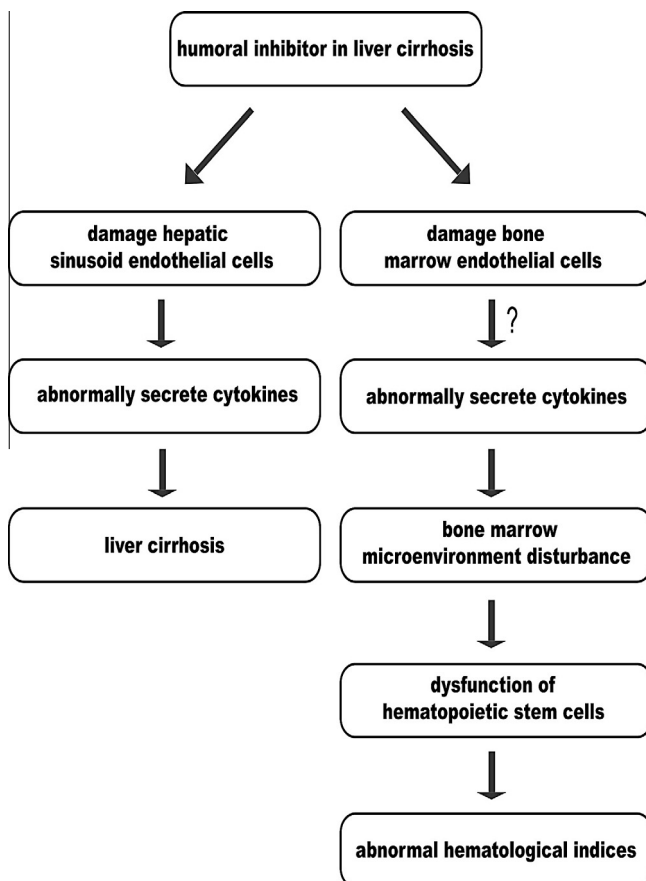 humoral inhibitor in liver cirrhosis
damage hepatic
sinusoid endelial cells
damage bone
marrow endothelial cells
?
abnormally secrete cytokines
abnormally secrete cytokines
liver cirrhosis
bone marrow
microenvironment disturbance
dysfunction of
hematopoietic stem cells
abnormal hematological indices